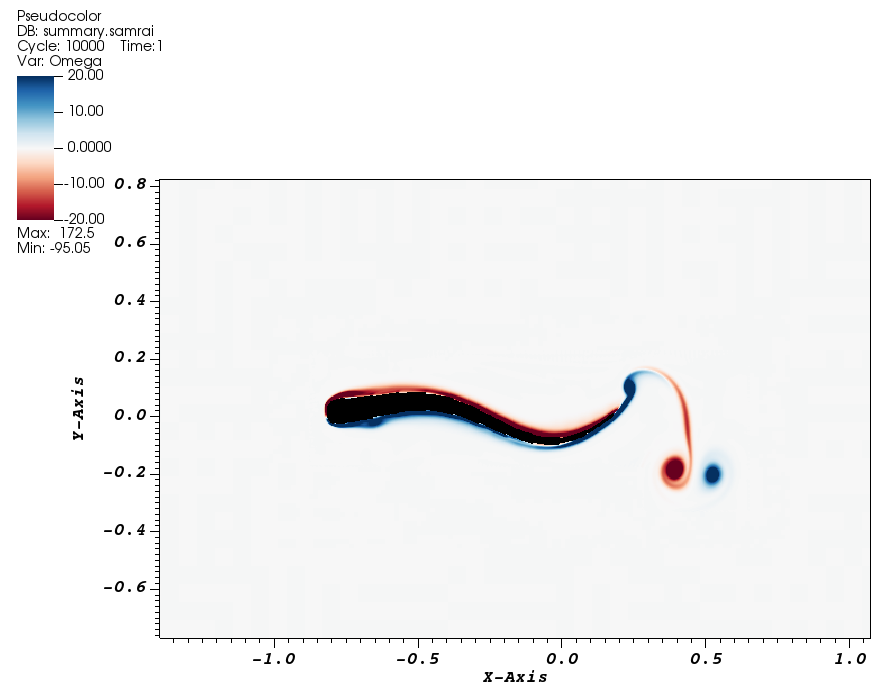 Pseudocolor
DB: summary.samrai
Cycle: 10000 Time:1
Var: Omega
20.00
10.00
0.0000
-10.00
-20.00
Max: 172.5
Min: -95.05
0.8
0.6
0.4
0.2
0.0
-0.2
-0.4
-0.6
Y-Axis
-1.0 -0.5 0.0 0.5 1.0
X-Axis